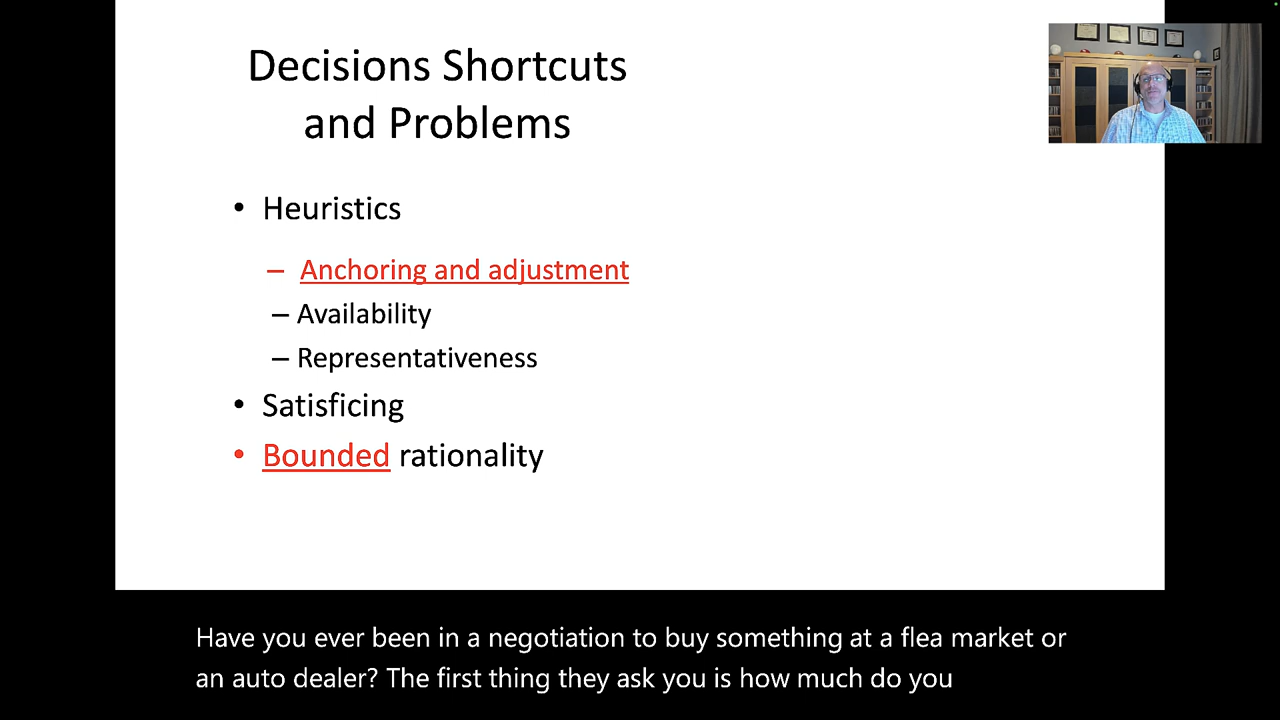 Decisions Shortcuts
and Problems
• Heuristics
– Anchoring and adjustment
– Availability
– Representativeness
• Satisficing
• Bounded rationality
Have you ever been in a negotiation to buy something at a flea market or
an auto dealer? The first thing they ask you is how much do you